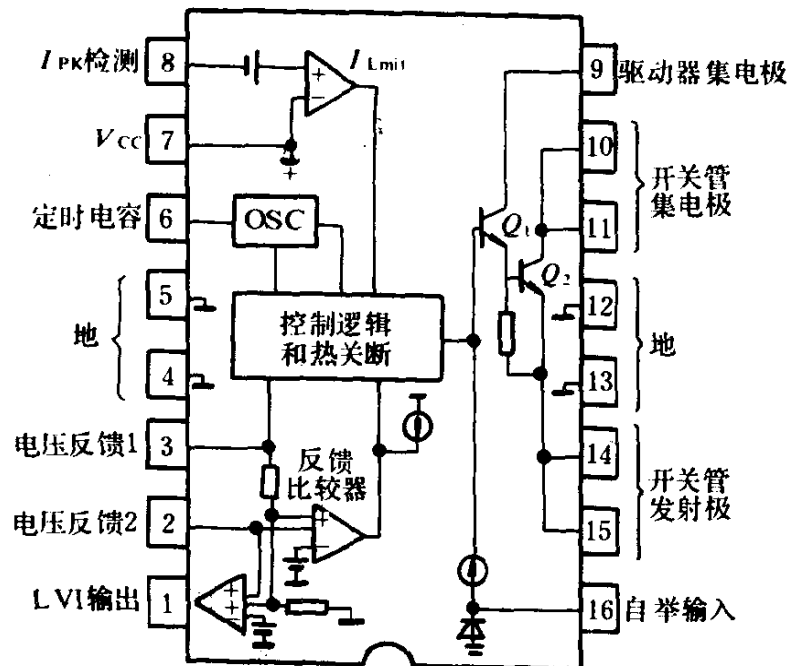 I PK检测
8
I Lmit
9
驱动器集电极
VCC
7
10
开关管
集电极
定时电容
6
OSC
11
Q1
Q2
地
5
4
控制逻辑
和热关断
12
13
地
电压反馈1
3
反馈
比较器
14
开关管
发射极
电压反馈2
2
15
LVI输出
1
16
自举输入